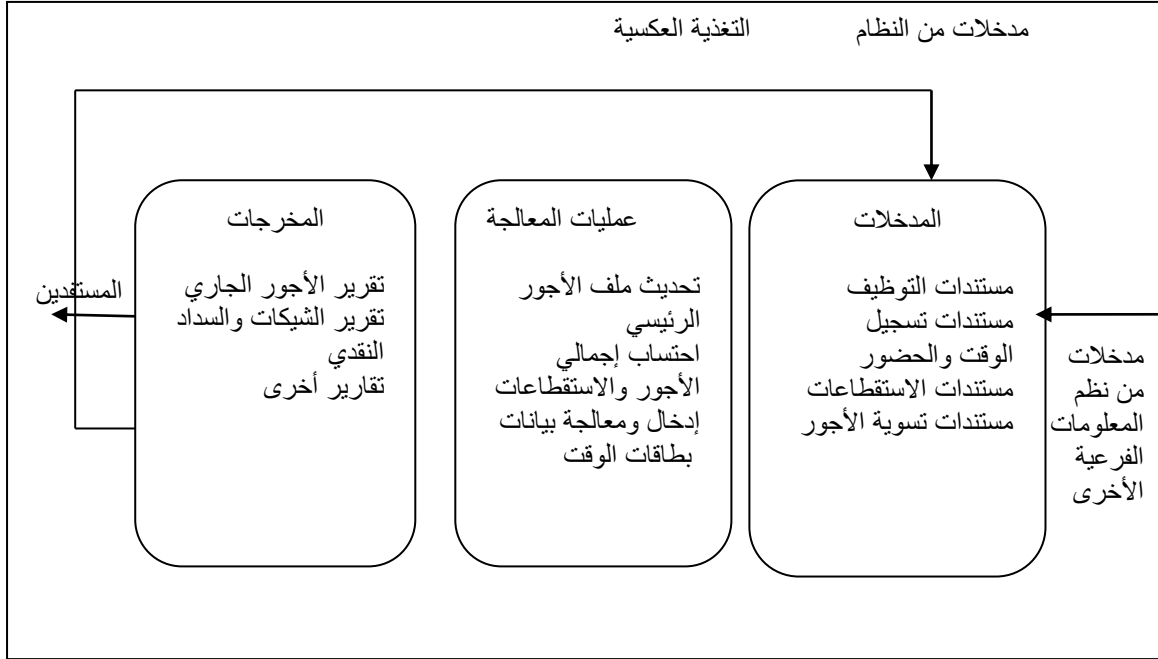 مدخلات من النظام
التغذية العكسية
المدخلات
مستندات التوظيف
مستندات تسجيل
الوقت والحضور
مستندات الاستقطاعات
مستندات تسوية الأجور
عمليات المعالجة
تحديث ملف الأجور
الرئيسي
احتساب إجمالي
الأجور والاستقطاعات
إدخال ومعالجة بيانات
بطاقات الوقت
المخرجات
تقرير الأجور الجاري
تقرير الشيكات والسداد
النقدي
تقارير أخرى
مدخلات
من نظم
المعلومات
الفرعية
الأخرى
المستفدين